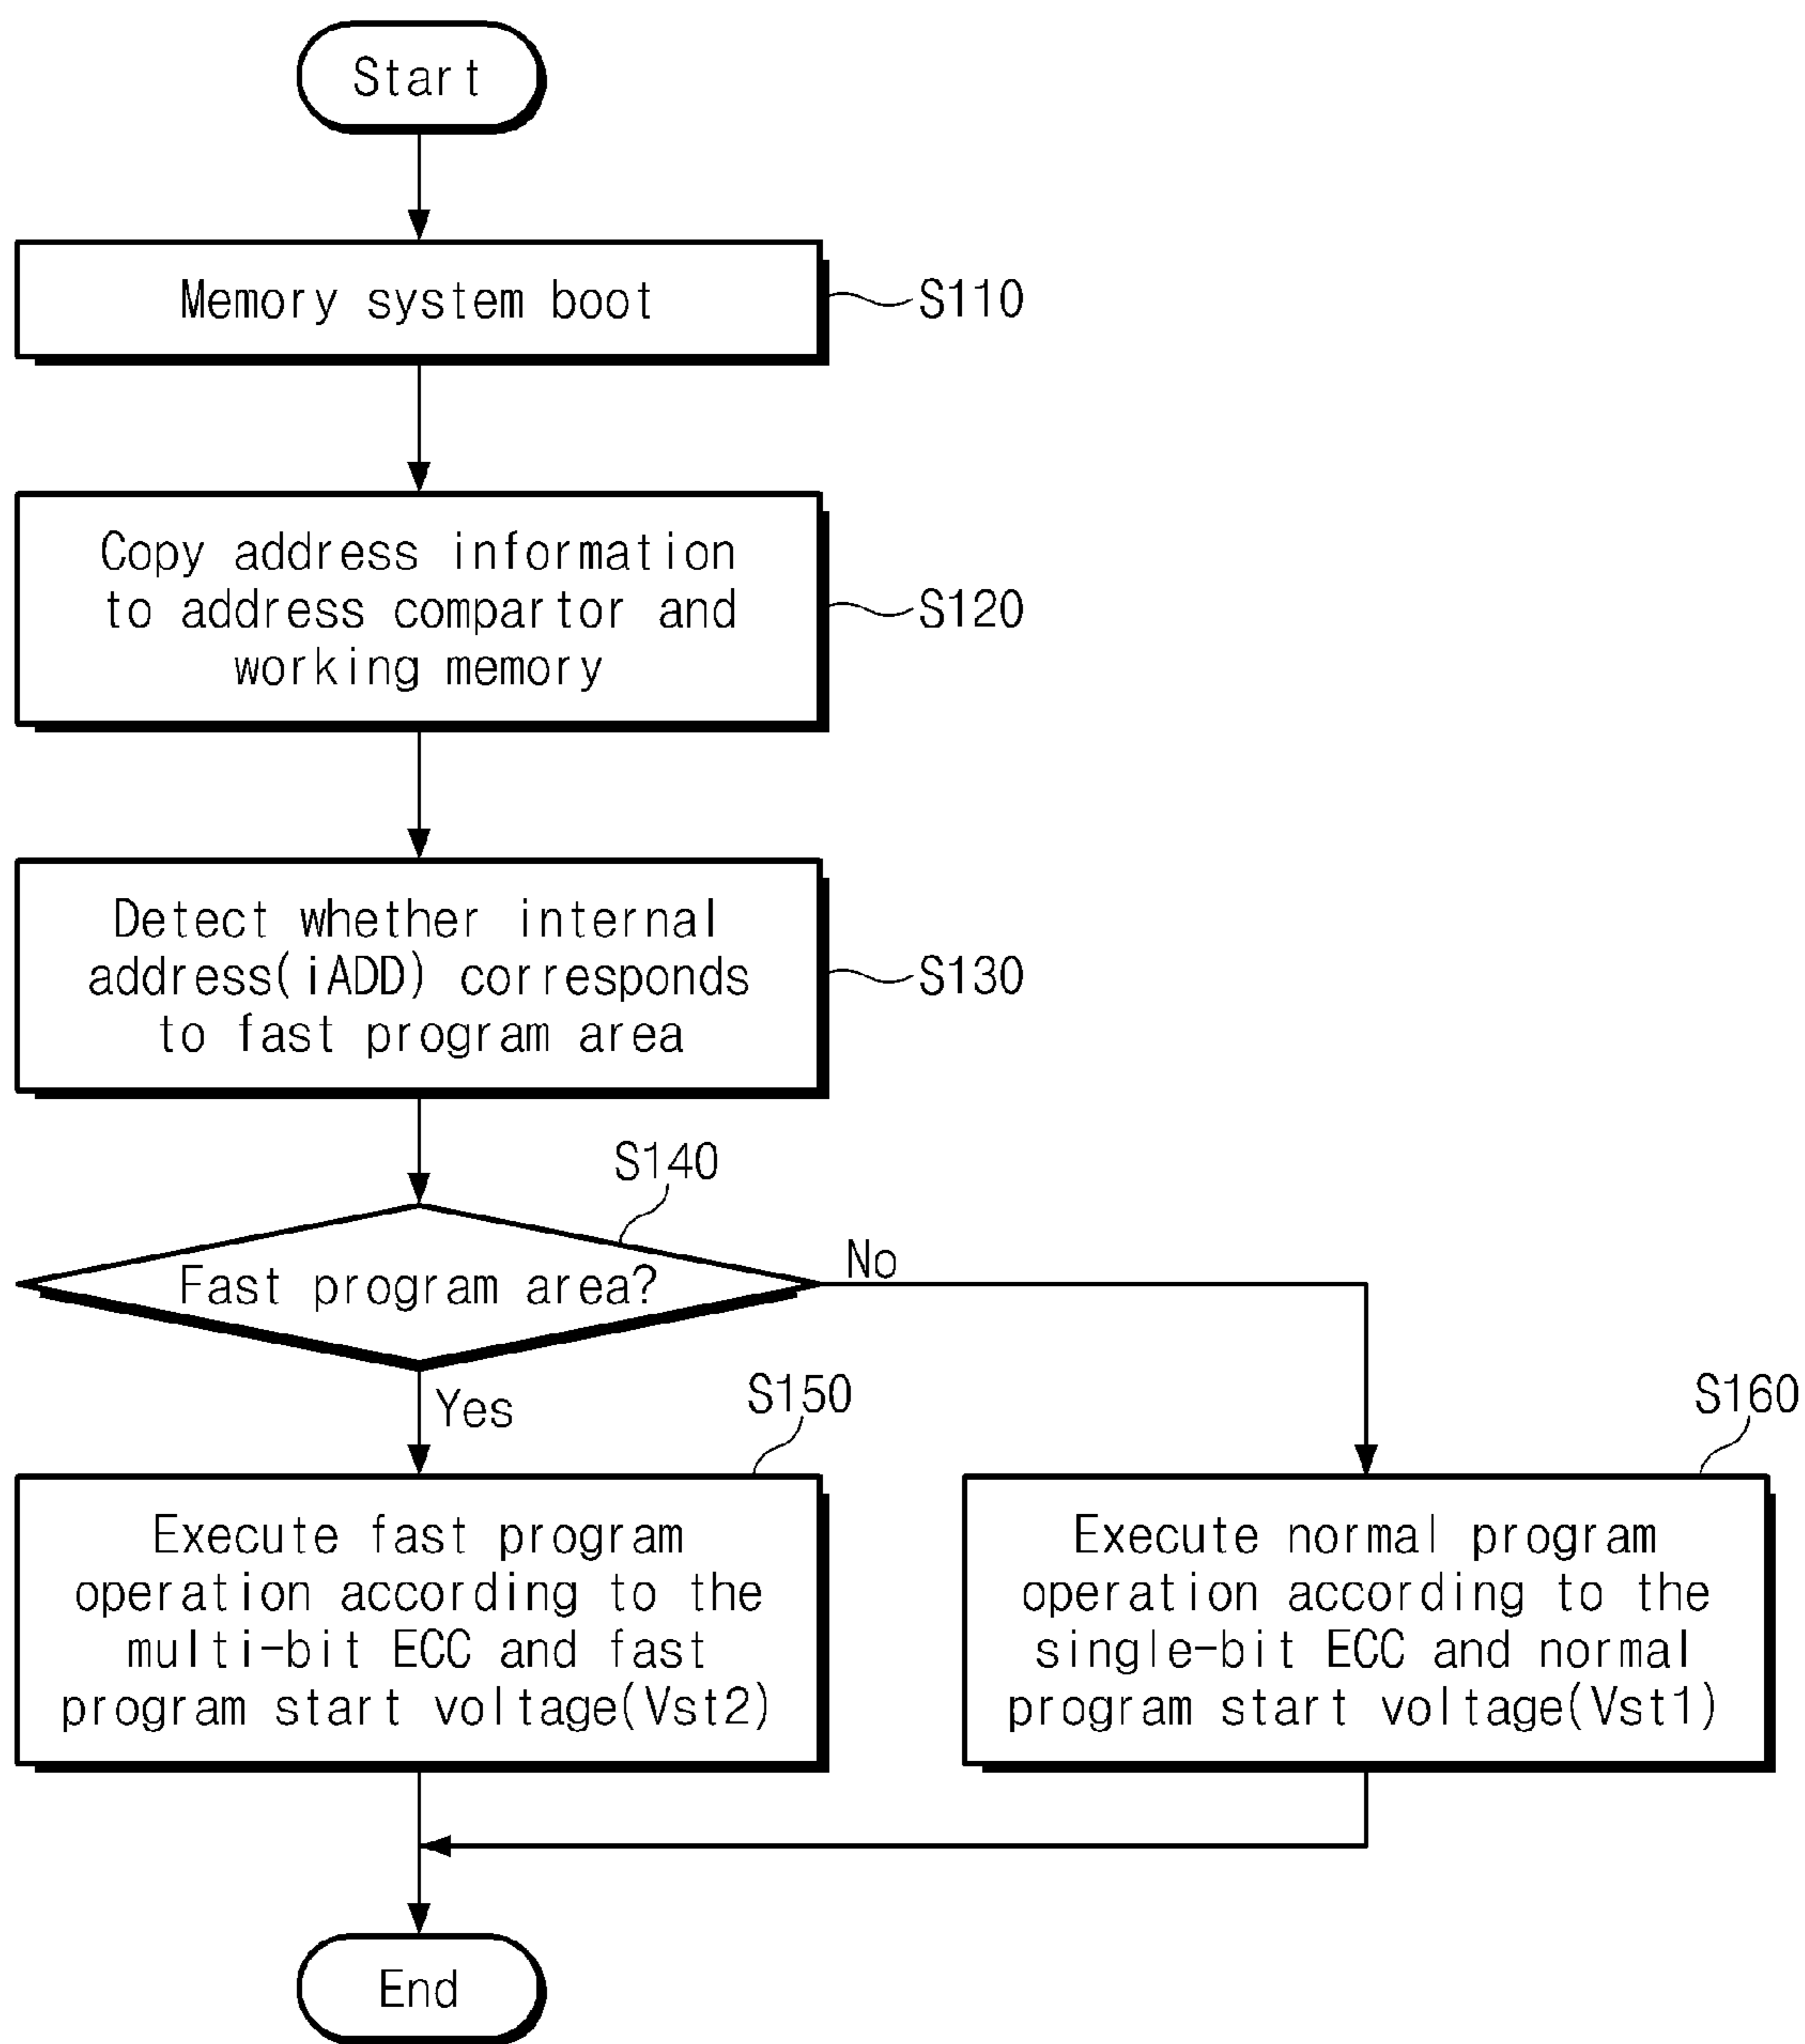 Start
Memory system boot
S110
Copy address information
to address compartor and
working memory
S120
Detect whether internal
address(iADD) corresponds
to fast program area
S130
S140
Fast program area?
No
Yes
S150
Execute fast program
operation according to the
multi-bit ECC and fast
program start voltage(Vst2)
S160
Execute normal program
operation according to the
single-bit ECC and normal
program start voltage(Vst1)
End